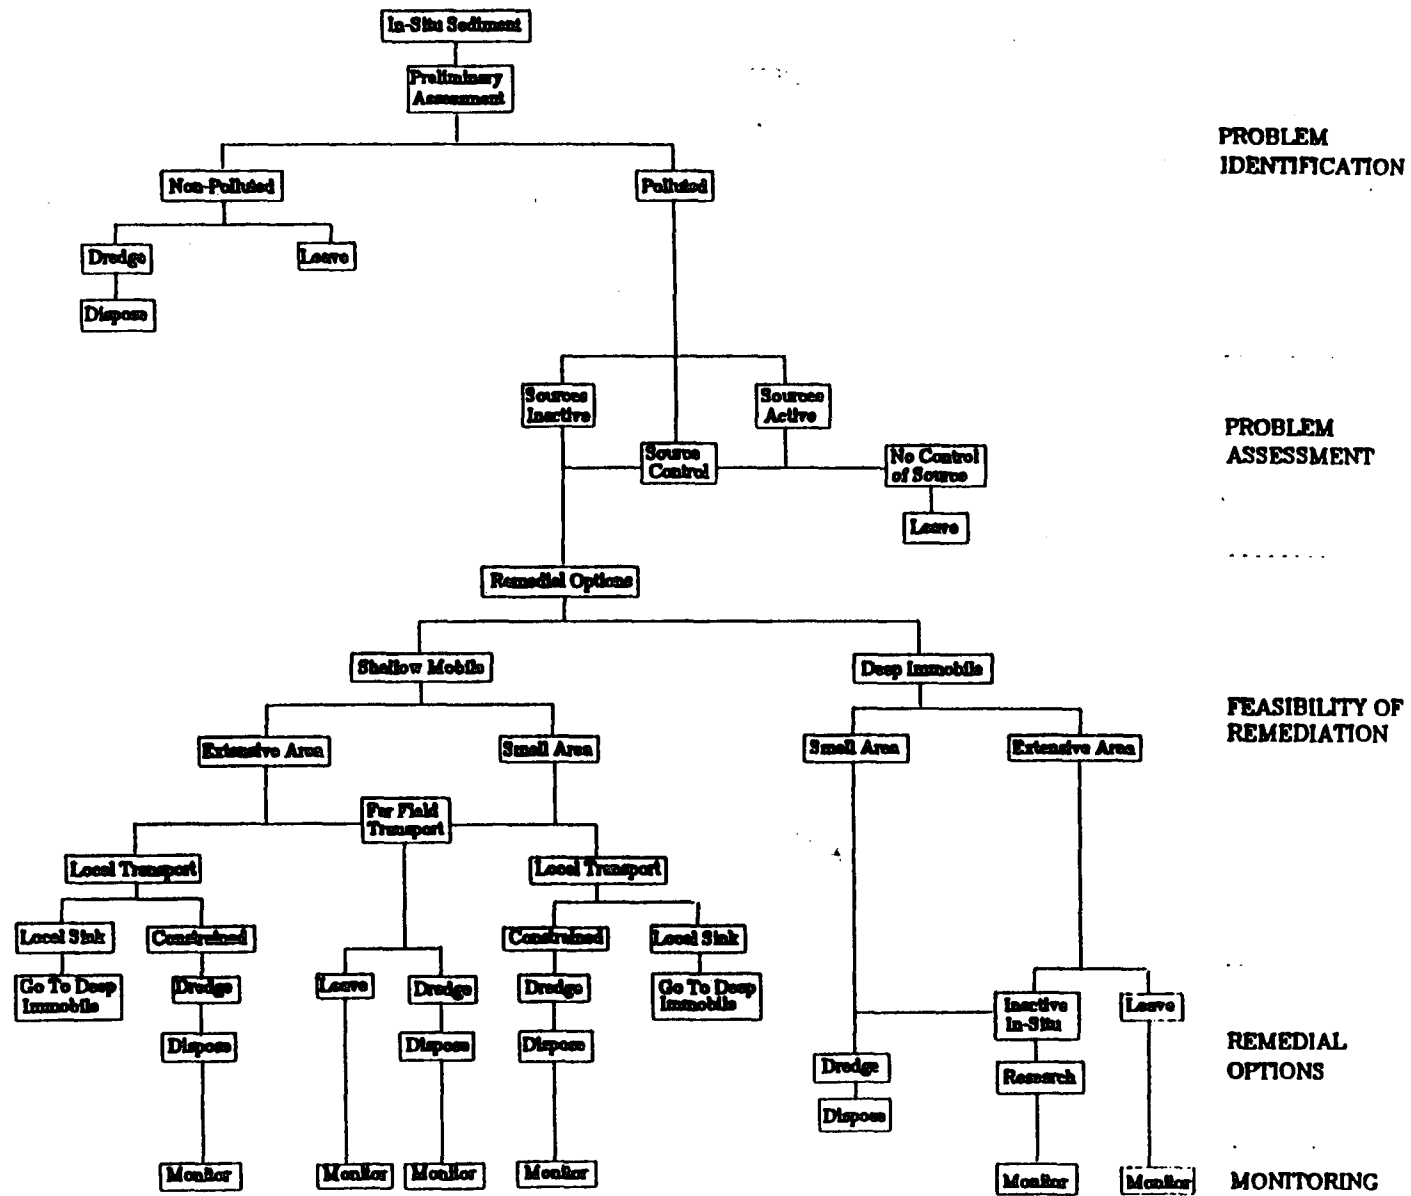 In-Situ Sediment
Preliminary
Assessment
PROBLEM
IDENTIFICATION
Non-Polluted
Polluted
Dredge
Leave
Dispose
Sources
Inactive
Sources
Active
Source
Control
No Control
of Source
PROBLEM
ASSESSMENT
Leave
Remedial Options
Shallow Mobile
Deep Immobile
FEASIBILITY OF
REMEDIATION
Extensive Area
Small Area
Small Area
Extensive Area
Far Field
Transport
Local Transport
Local Transport
Local Sink
Constrained
Constrained
Local Sink
Go To Deep
Immobile
Dredge
Leave
Dredge
Dredge
Go To Deep
Immobile
Inactive
In-Situ
Leave
Dispose
Dispose
Dispose
Dredge
Research
REMEDIAL
OPTIONS
Dispose
Monitor
Monitor
Monitor
Monitor
Monitor
Monitor
MONITORING